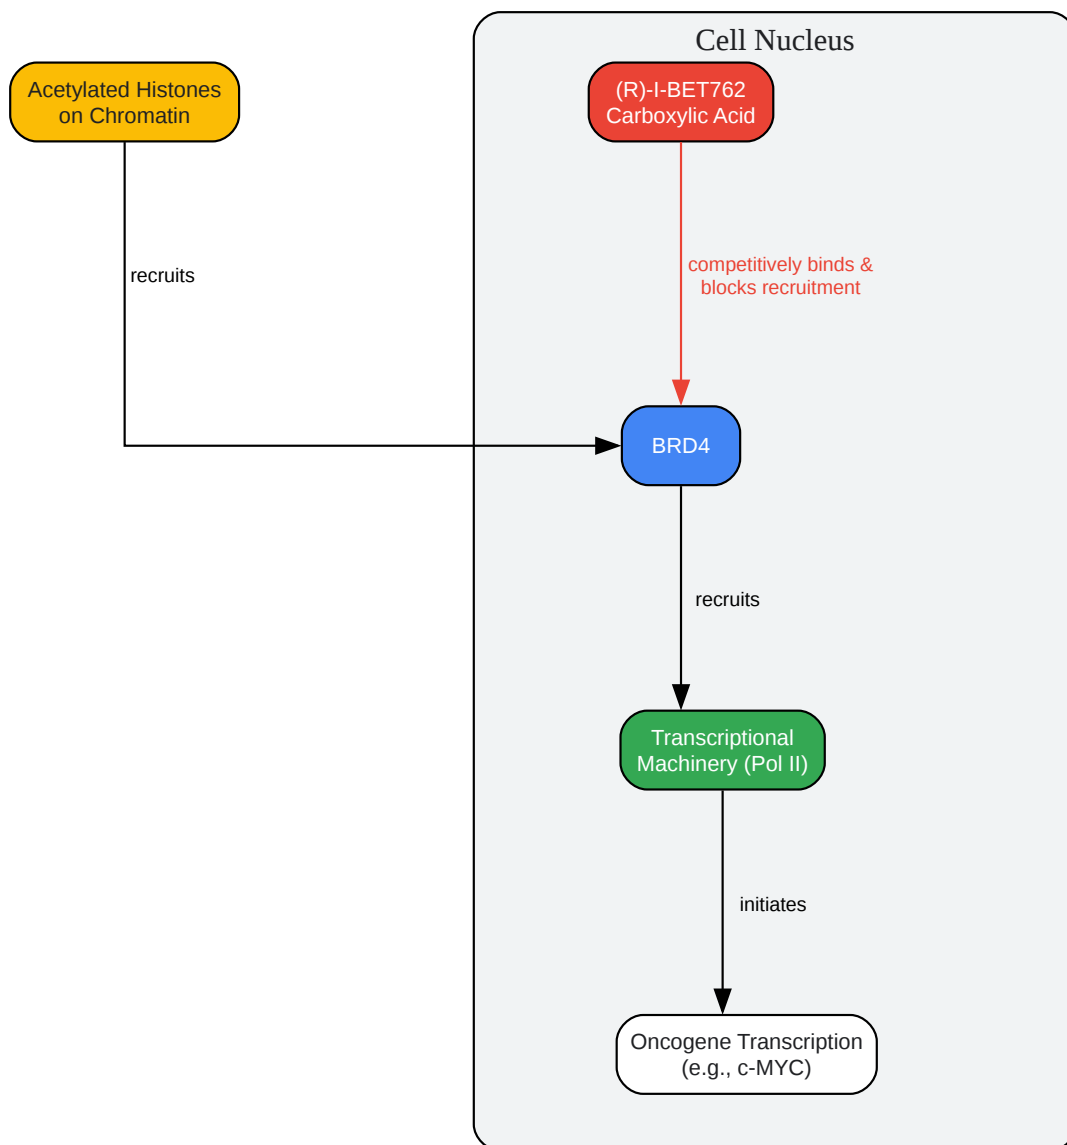 Cell Nucleus
Acetylated Histones
on Chromatin
(R)-I-BET762
Carboxylic Acid
recruits
competitively binds &
blocks recruitment
BRD4
recruits
Transcriptional
Machinery (Pol II)
initiates
Oncogene Transcription
(e.g., c-MYC)